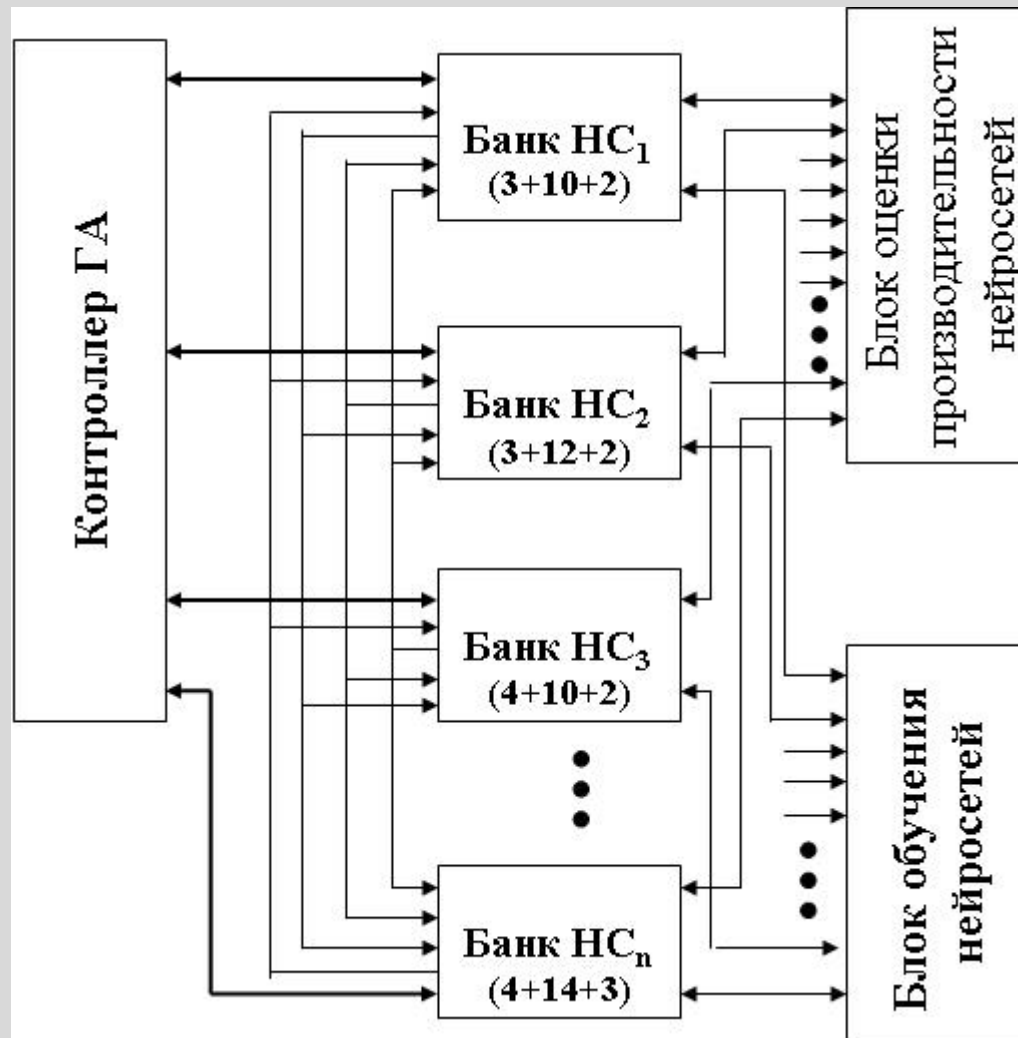 Контроллер ГА
Банк НС₁
(3+10+2)
Банк НС₂
(3+12+2)
Банк НС₃
(4+10+2)
Банк НСₙ
(4+14+3)
Блок оценки
производительности
нейросетей
Блок обучения
нейросетей